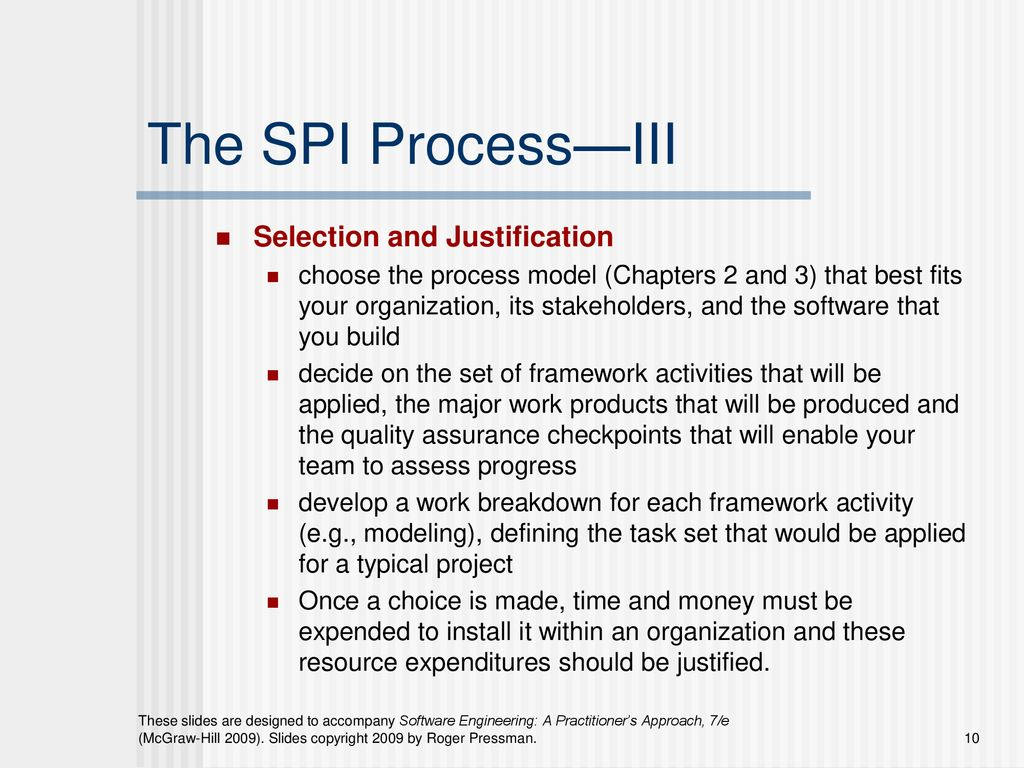 The SPI Process—III
Selection and Justification
choose the process model (Chapters 2 and 3) that best fits
your organization, its stakeholders, and the software that
you build
decide on the set of framework activities that will be
applied, the major work products that will be produced and
the quality assurance checkpoints that will enable your
team to assess progress
develop a work breakdown for each framework activity
(e.g., modeling), defining the task set that would be applied
for a typical project
Once a choice is made, time and money must be
expended to install it within an organization and these
resource expenditures should be justified.
These slides are designed to accompany Software Engineering: A Practitioner's Approach, 7/e
(McGraw-Hill 2009). Slides copyright 2009 by Roger Pressman.
10